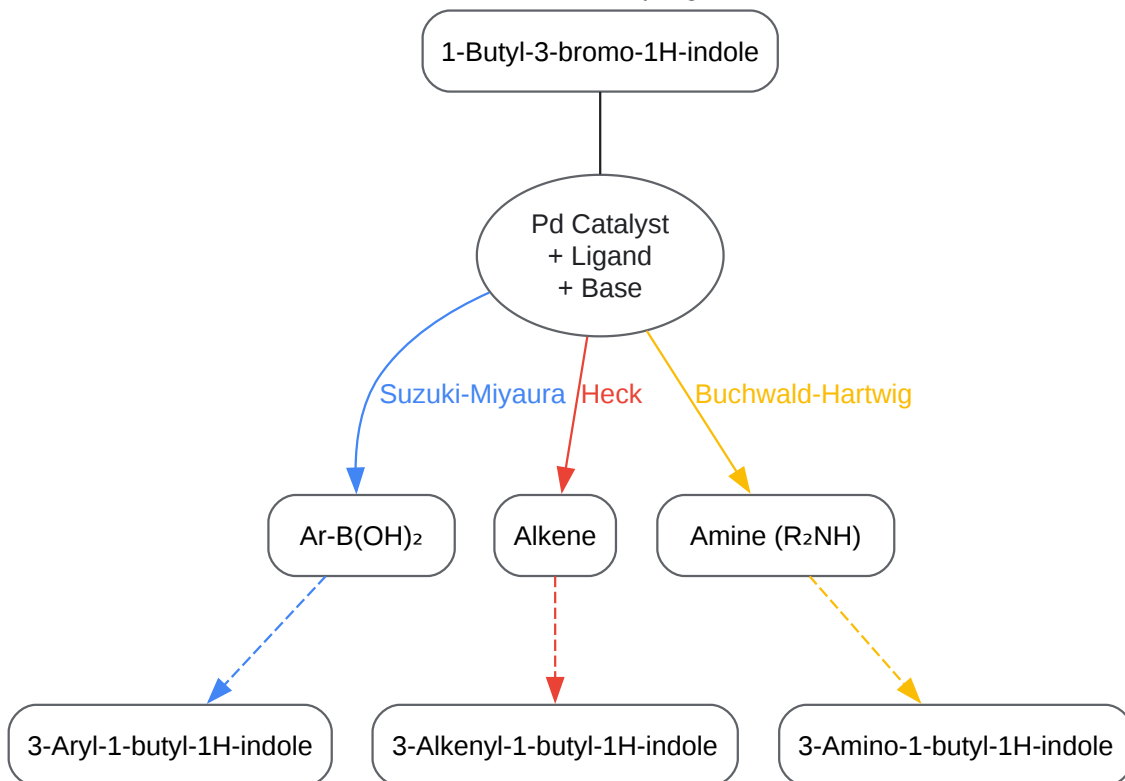 1-Butyl-3-bromo-1H-indole
Pd Catalyst
+ Ligand
+ Base
Suzuki-Miyaura
Heck
Buchwald-Hartwig
Ar-B(OH)₂
Alkene
Amine (R₂NH)
3-Aryl-1-butyl-1H-indole
3-Alkenyl-1-butyl-1H-indole
3-Amino-1-butyl-1H-indole